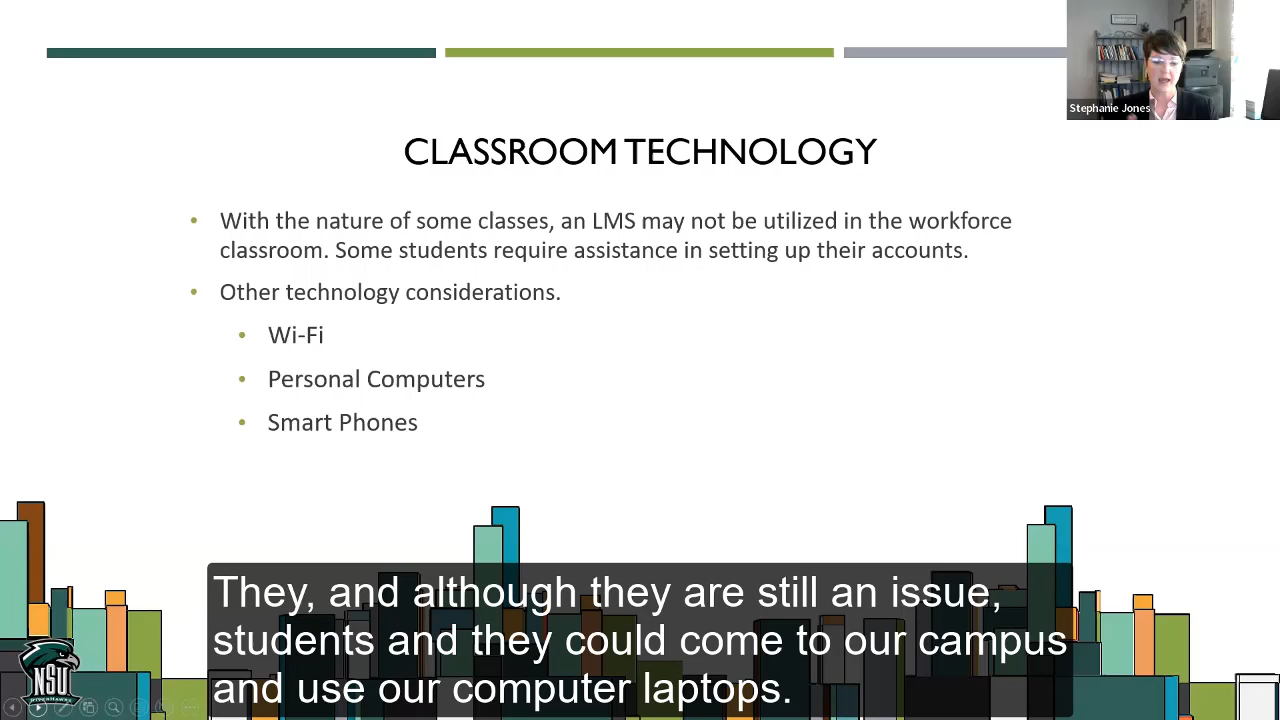 Stephanie Jones
CLASSROOM TECHNOLOGY
• With the nature of some classes, an LMS may not be utilized in the workforce
classroom. Some students require assistance in setting up their accounts.
• Other technology considerations.
• Wi-Fi
• Personal Computers
• Smart Phones
They, and although they are still an issue,
students and they could come to our campus
and use our computer laptops.
NSU
RIVERHAWKS